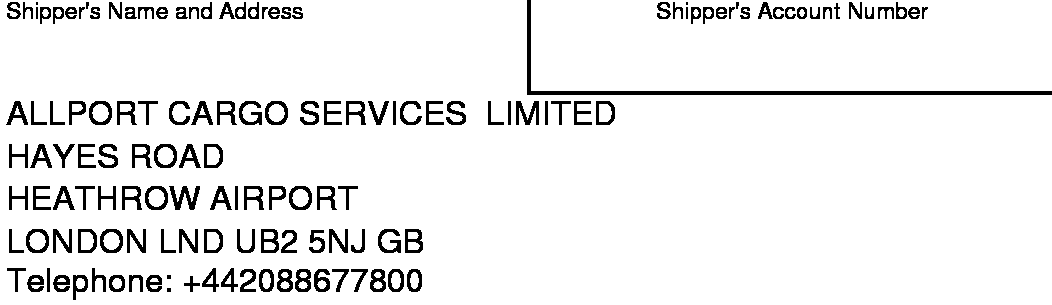 Shipper's Name and Address
Shipper's Account Number
ALLPORT CARGO SERVICES  LIMITED
HAYES ROAD
HEATHROW AIRPORT
LONDON LND UB2 5NJ GB
Telephone: +442088677800